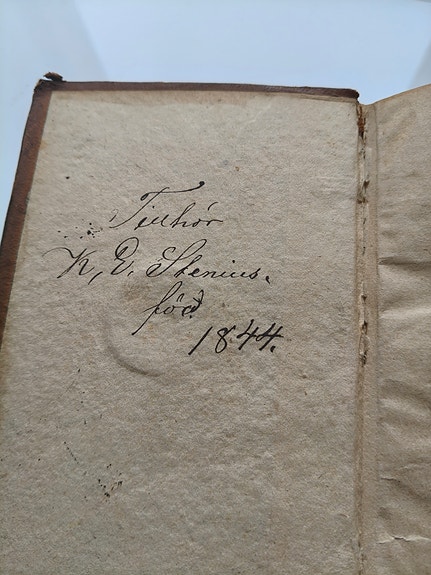 Tillhör
K, E. Stenius.
föd
1844.